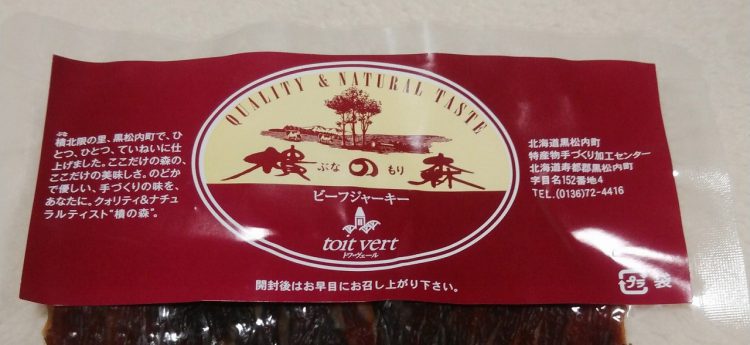 QUALITY & NATURAL TASTE
橅の森
ぶな もり
ビーフジャーキー
toit vert
トワ・ヴェール
開封後はお早目にお召し上がり下さい。
橅北限の里、黒松内町で、ひ
とつ、ひとつ、ていねいに仕
上げました。ここだけの森の、
ここだけの美味しさ。のどか
で優しい、手づくりの味を、
あなたに。クォリティ&ナチュ
ラルティスト“橅の森”。
北海道黒松内町
特産物手づくり加工センター
北海道寿都郡黒松内町
字目名152番地4
TEL.(0136)72-4416
プラ 袋